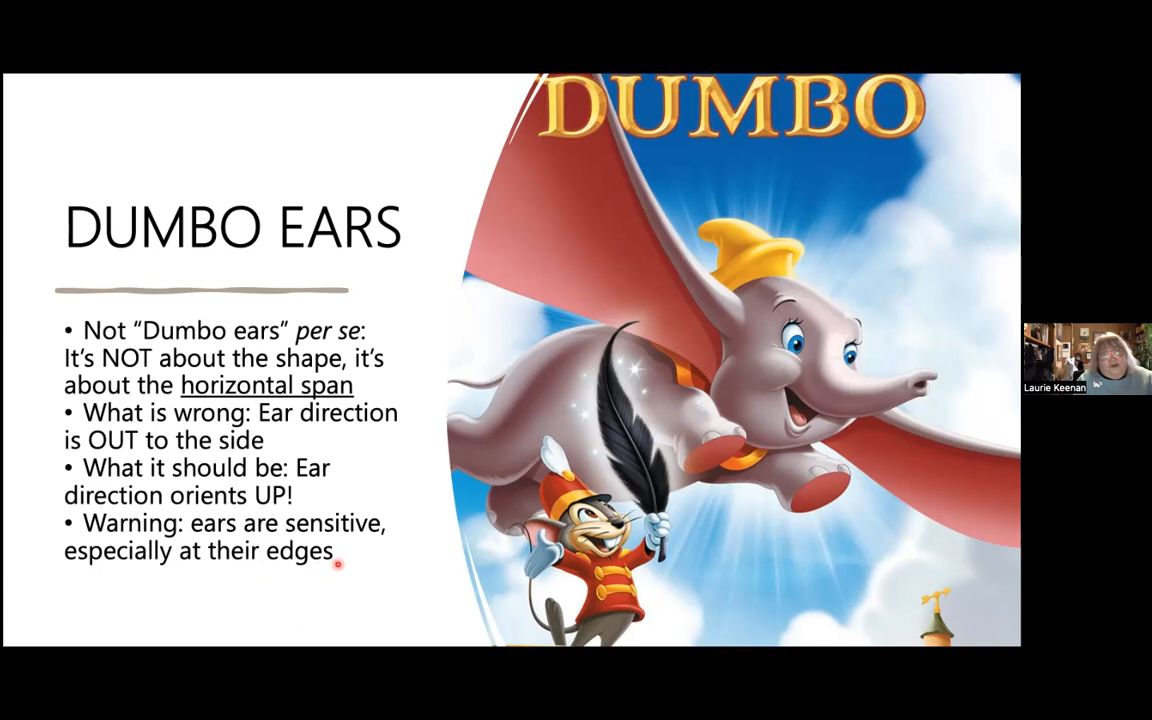 DUMBO
DUMBO EARS
• Not “Dumbo ears” per se:
It’s NOT about the shape, it’s
about the horizontal span
• What is wrong: Ear direction
is OUT to the side
• What it should be: Ear
direction orients UP!
• Warning: ears are sensitive,
especially at their edges
Laurie Keenan